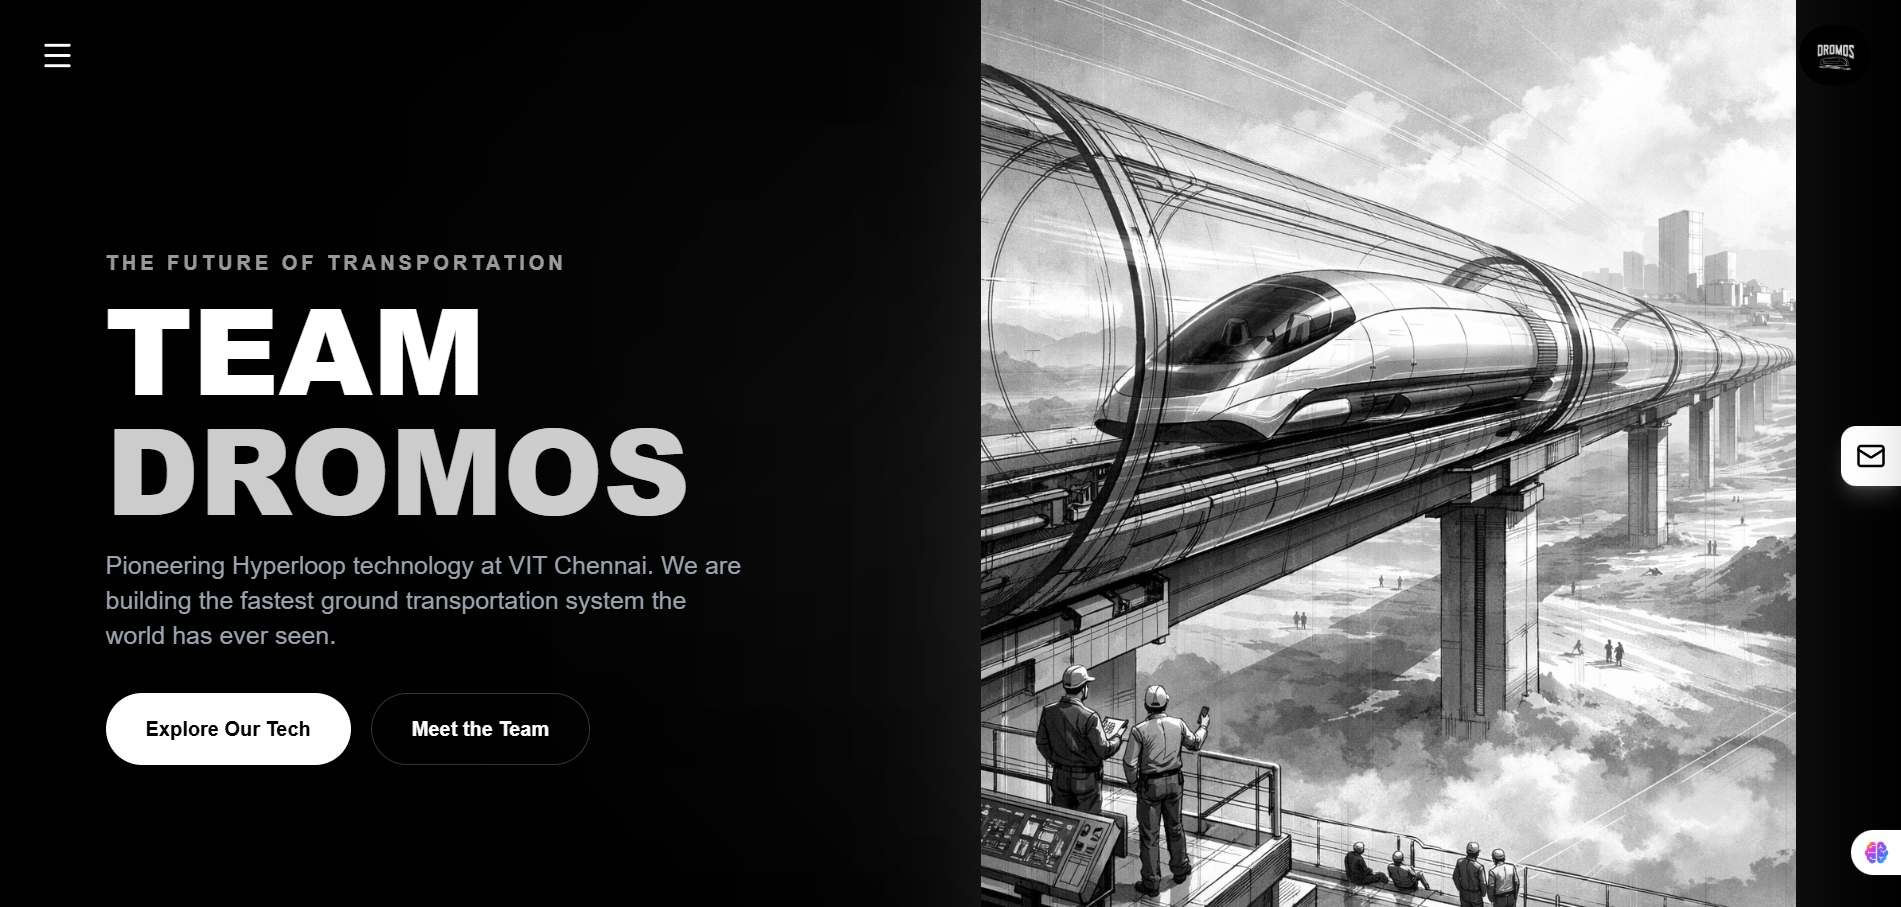 DROMOS
THE FUTURE OF TRANSPORTATION
TEAM
DROMOS
Pioneering Hyperloop technology at VIT Chennai. We are
building the fastest ground transportation system the
world has ever seen.
Explore Our Tech
Meet the Team